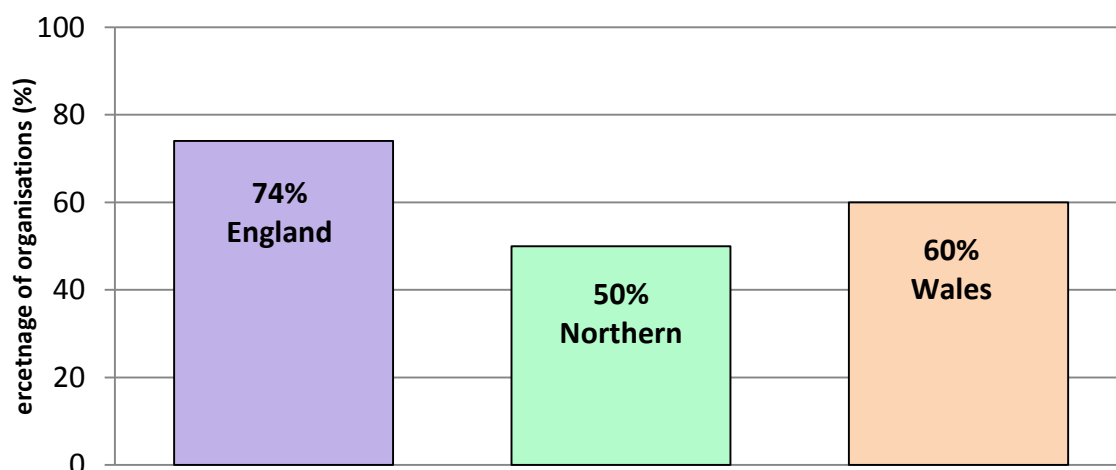 100
80
60
40
20
0
ercetnage of organisations (%)
74%
England
50%
Northern
60%
Wales